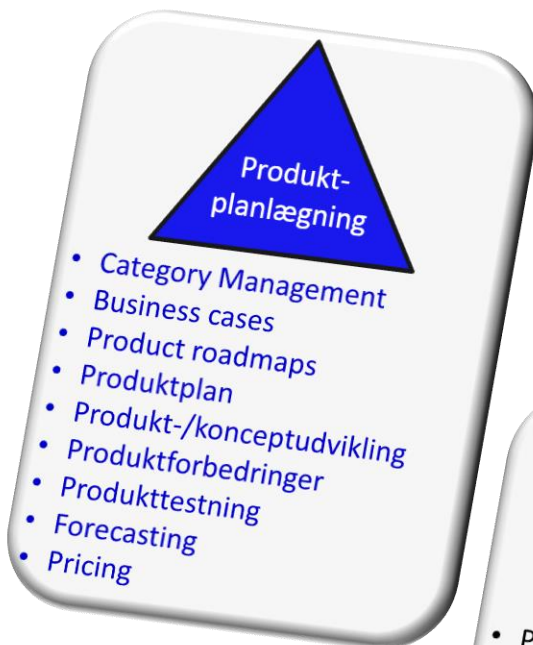 Produkt-
planlægning
• Category Management
• Business cases
• Product roadmaps
• Produktplan
• Produkt-/konceptudvikling
• Produktforbedringer
• Produkttestning
• Forecasting
• Pricing